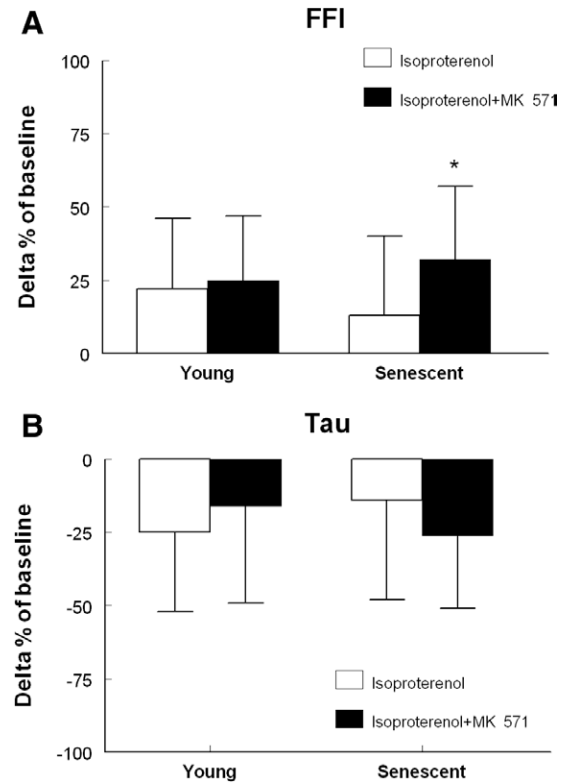 A
FFI
Delta % of baseline
100
75
50
25
0
Isoproterenol
Isoproterenol+MK 571
*
Young
Senescent
B
Tau
Delta % of baseline
0
-25
-50
-75
-100
Isoproterenol
Isoproterenol+MK 571
Young
Senescent